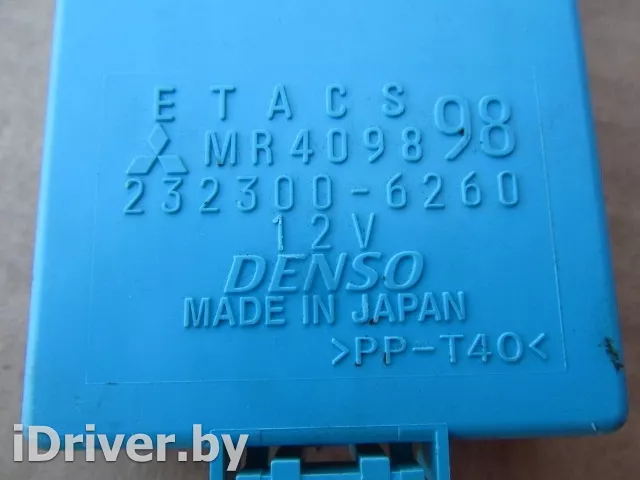 ETACS
MR409898
232300-6260
12V
DENSO
MADE IN JAPAN
>PP-T40<
iDriver.by